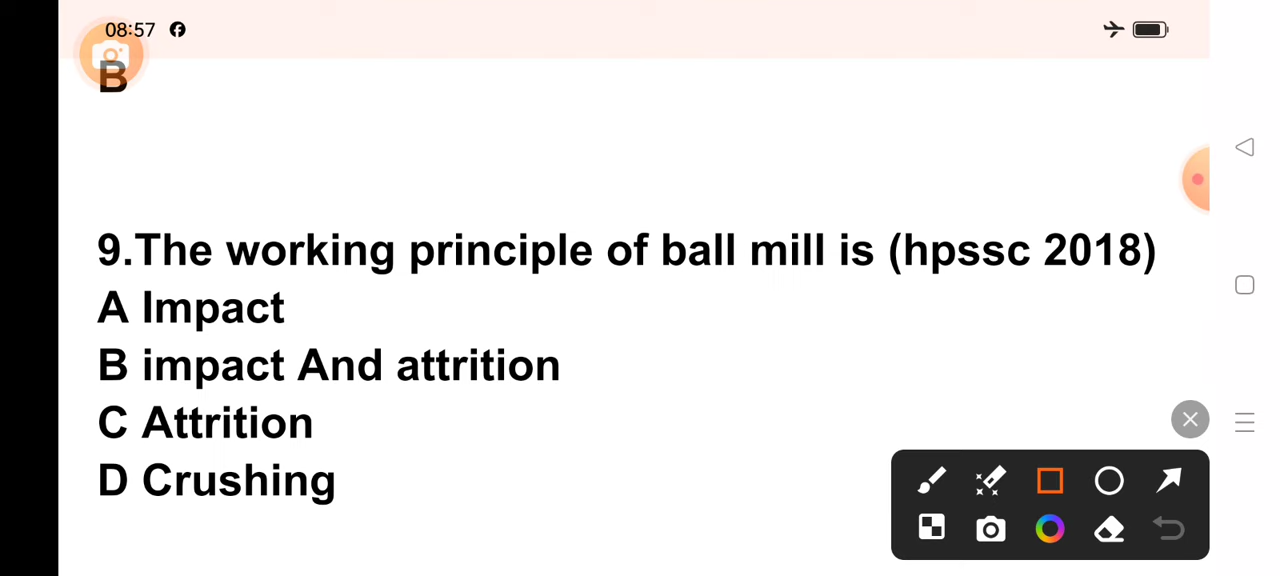 08:57
B
9.The working principle of ball mill is (hpssc 2018)
A Impact
B impact And attrition
C Attrition
D Crushing